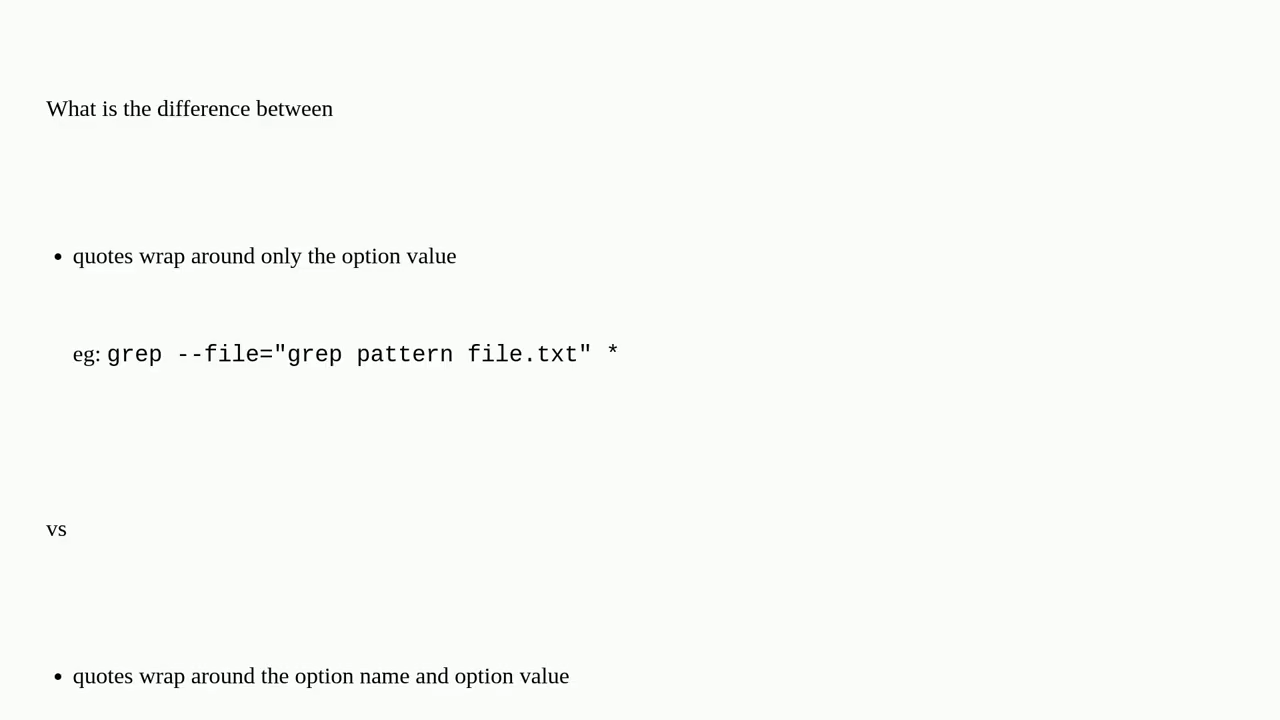 What is the difference between
• quotes wrap around only the option value
eg: grep --file="grep pattern file.txt" *
vs
• quotes wrap around the option name and option value